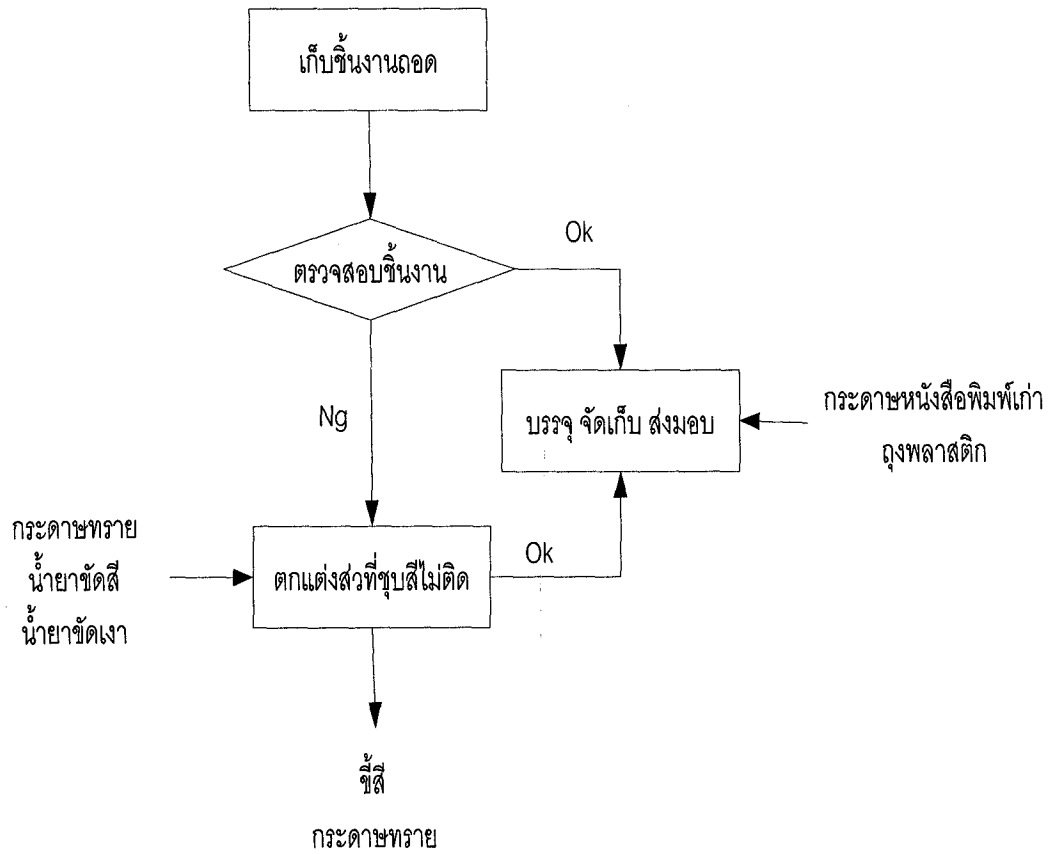 เก็บชิ้นงานถอด
Ok
ตรวจสอบชิ้นงาน
Ng
บรรจุ จัดเก็บ ส่งมอบ
กระดาษหนังสือพิมพ์เก่า
ถุงพลาสติก
กระดาษทราย
น้ำยาขัดสี
น้ำยาขัดเงา
ตกแต่งสวที่ชุบสีไม่ติด
Ok
ขี้สี
กระดาษทราย